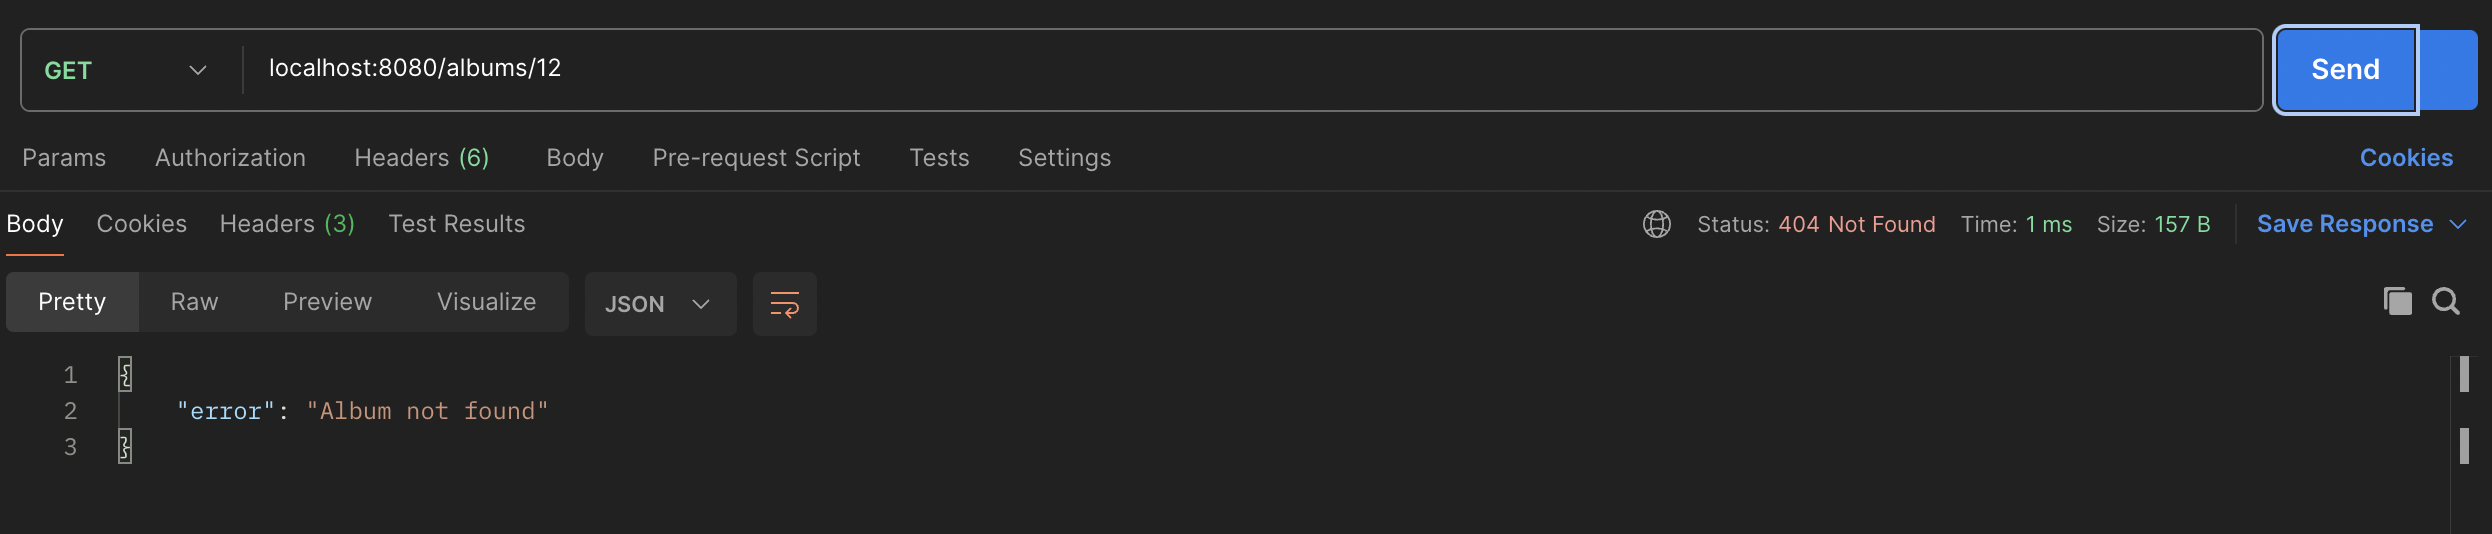 GET localhost:8080/albums/12 Send
Params Authorization Headers (6) Body Pre-request Script Tests Settings Cookies
Body Cookies Headers (3) Test Results Status: 404 Not Found Time: 1 ms Size: 157 B Save Response
Pretty Raw Preview Visualize JSON
1 {
2 "error": "Album not found"
3 }